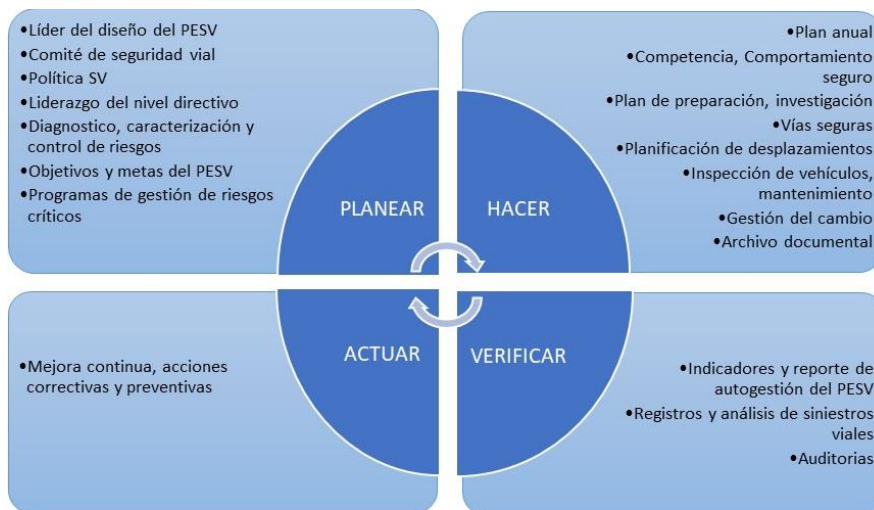 •Líder del diseño del PESV
•Comité de seguridad vial
•Política SV
•Liderazgo del nivel directivo
•Diagnostico, caracterización y
control de riesgos
•Objetivos y metas del PESV
•Programas de gestión de riesgos
críticos
PLANEAR
•Plan anual
•Competencia, Comportamiento
seguro
•Plan de preparación, investigación
•Vías seguras
•Planificación de desplazamientos
•Inspección de vehículos,
mantenimiento
•Gestión del cambio
•Archivo documental
HACER
•Mejora continua, acciones
correctivas y preventivas
ACTUAR
VERIFICAR
•Indicadores y reporte de
autogestión del PESV
•Registros y análisis de siniestros
viales
•Auditorias